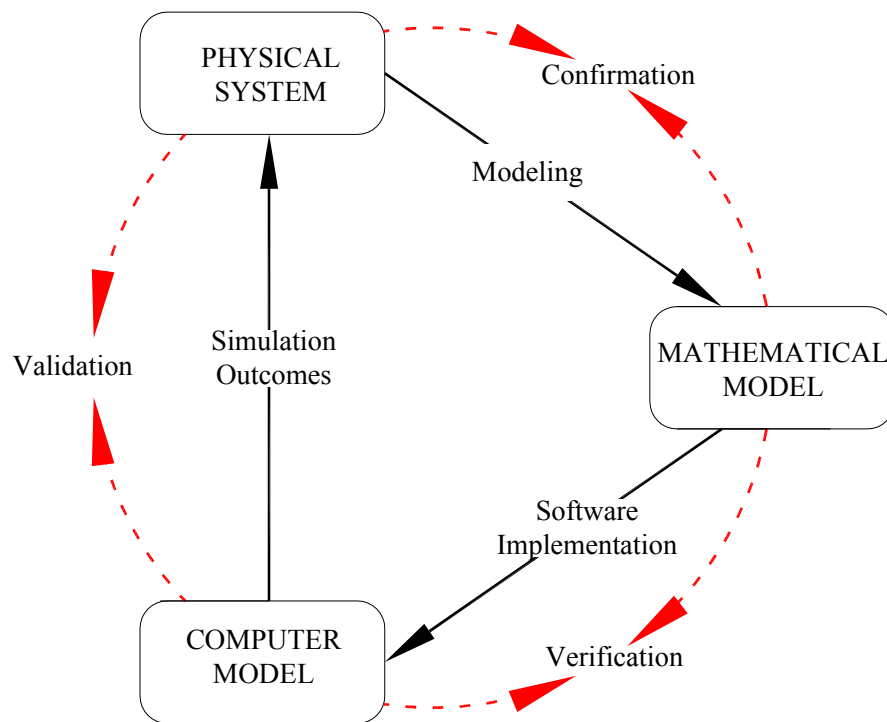 PHYSICAL
SYSTEM
Confirmation
Modeling
Simulation
Outcomes
Validation
MATHEMATICAL
MODEL
Software
Implementation
COMPUTER
MODEL
Verification